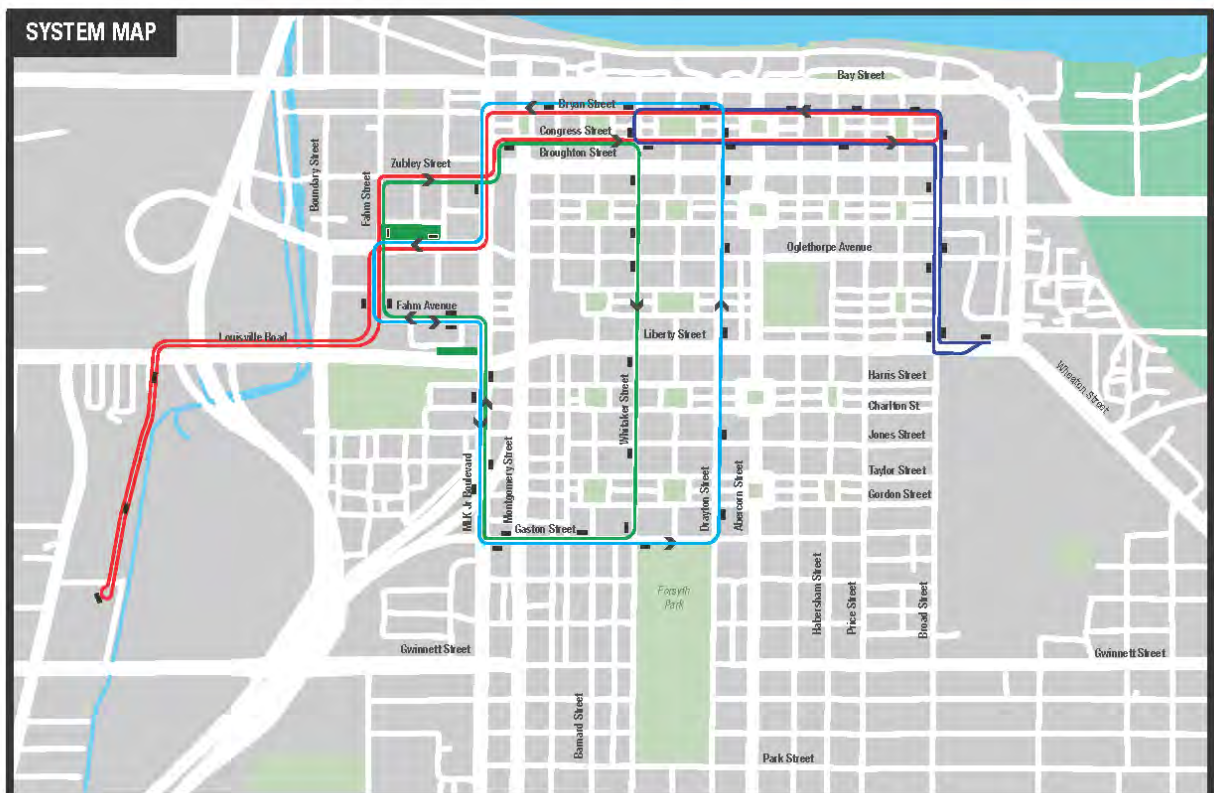 SYSTEM MAP
Bay Street
Bryan Street
Congress Street
Broughton Street
Zubley Street
Boundary Street
Fahm Street
Oglethorpe Avenue
Fahm Avenue
Liberty Street
Louisville Road
Harris Street
Wheaton Street
Charlton St.
Whitaker Street
Jones Street
Taylor Street
MLK Jr Boulevard
Montgomery Street
Drayton Street
Abercorn Street
Gordon Street
Gaston Street
Forsyth
Park
Habersham Street
Price Street
Broad Street
Gwinnett Street
Gwinnett Street
Barnard Street
Park Street